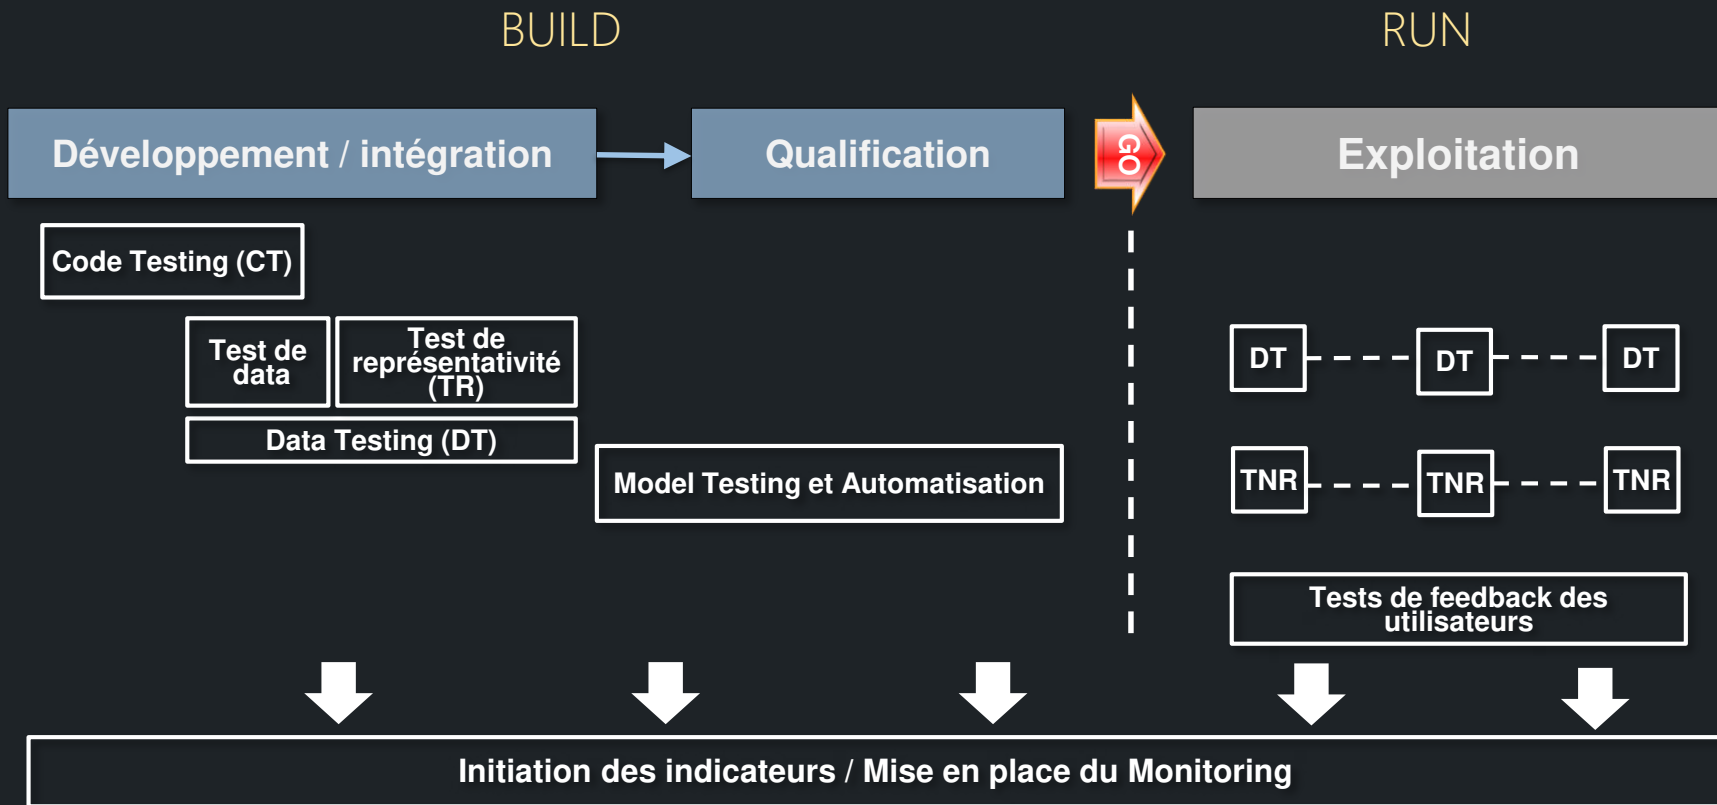 BUILD
RUN
Développement / intégration
Qualification
GO
Exploitation
Code Testing (CT)
Test de
data
Test de
représentativité
(TR)
Data Testing (DT)
Model Testing et Automatisation
DT
DT
DT
TNR
TNR
TNR
Tests de feedback des
utilisateurs
Initiation des indicateurs / Mise en place du Monitoring